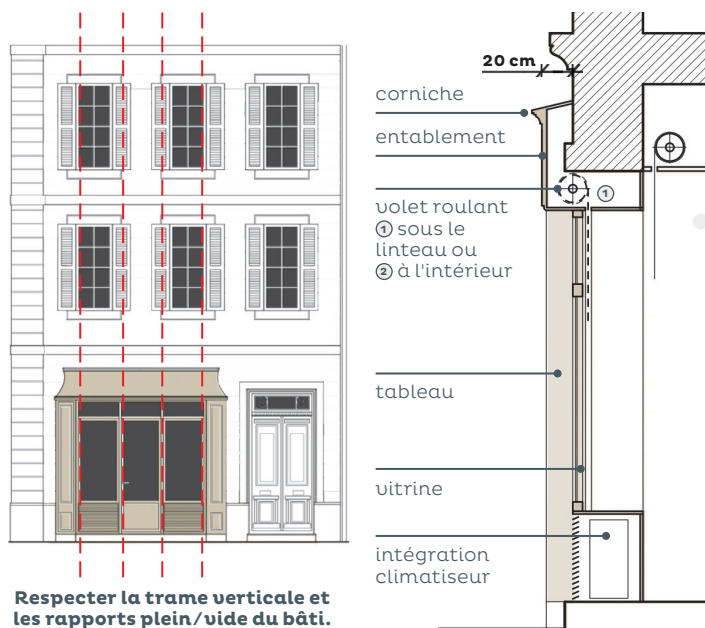 20 cm
corniche
entablement
volet roulant
① sous le
linteau ou
② à l'intérieur
①
tableau
vitrine
intégration
climatiseur
Respecter la trame verticale et
les rapports plein/vide du bâti.